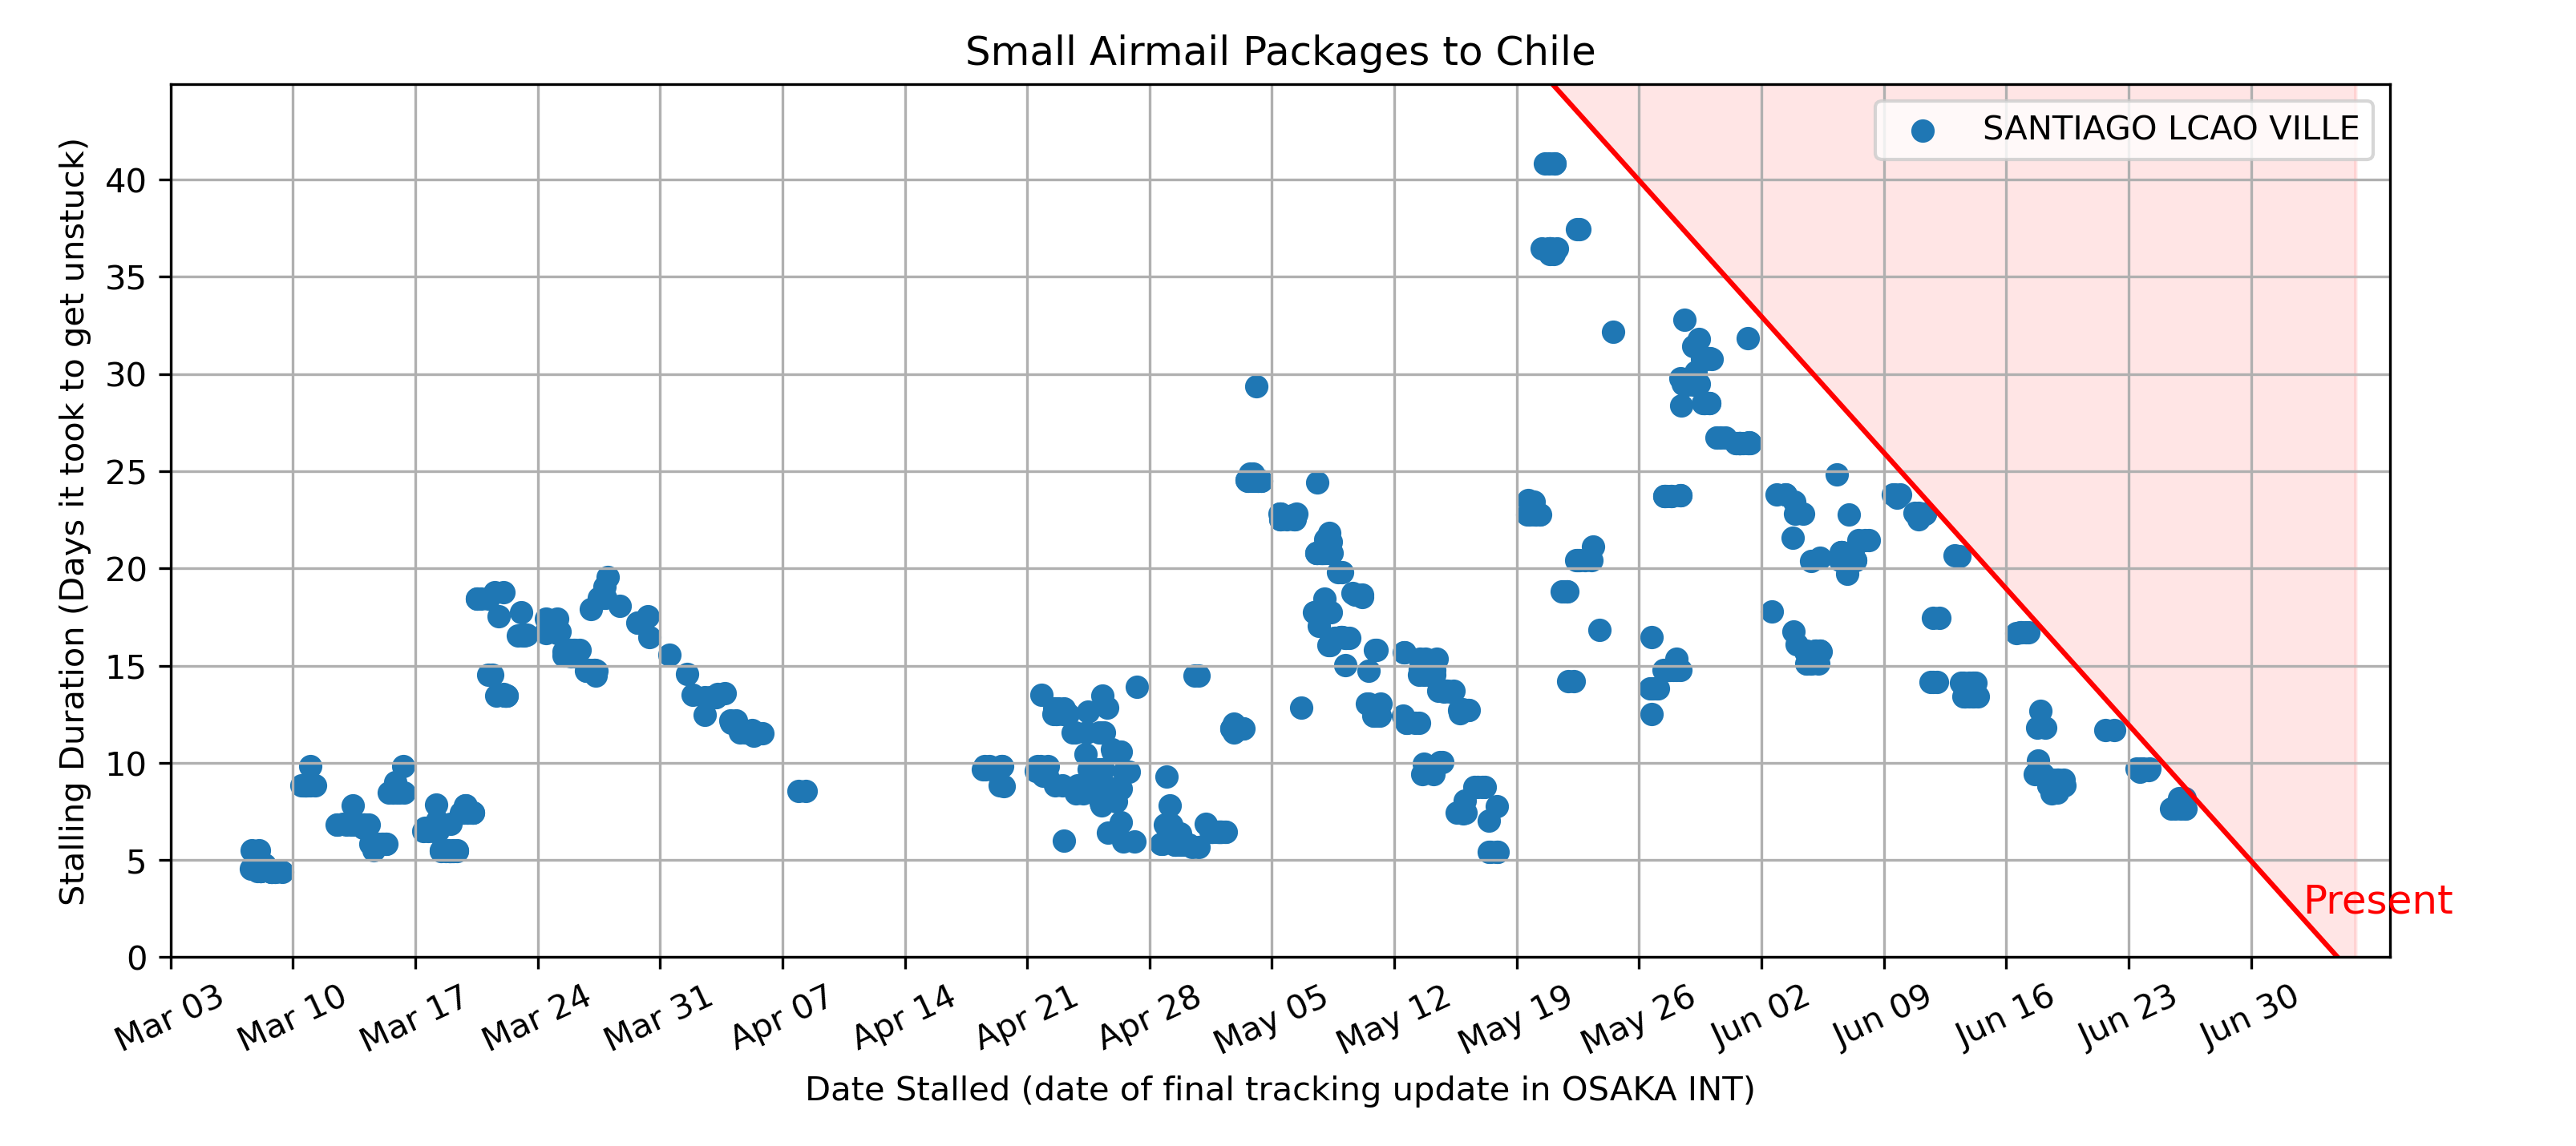 Small Airmail Packages to Chile
SANTIAGO LCAO VILLE
Stalling Duration (Days it took to get unstuck)
40
35
30
25
20
15
10
5
0
Present
Mar 03
Mar 10
Mar 17
Mar 24
Mar 31
Apr 07
Apr 14
Apr 21
Apr 28
May 05
May 12
May 19
May 26
Jun 02
Jun 09
Jun 16
Jun 23
Jun 30
Date Stalled (date of final tracking update in OSAKA INT)